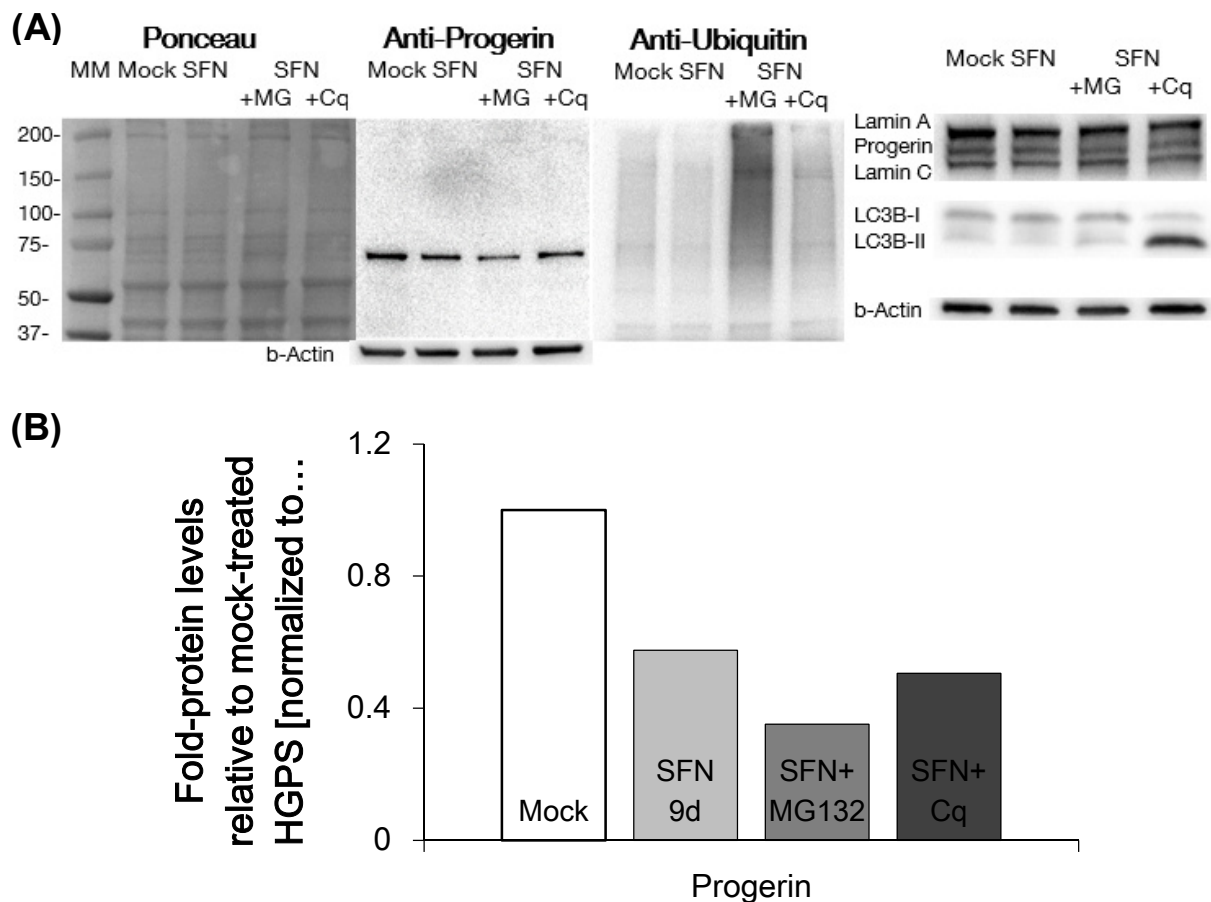 (A)
Ponceau
MM Mock SFN SFN
+MG +Cq
200-
150-
100-
75-
50-
37-
Anti-Progerin
Mock SFN SFN
+MG +Cq
b-Actin
Anti-Ubiquitin
Mock SFN SFN
+MG +Cq
Mock SFN SFN
+MG +Cq
Lamin A
Progerin
Lamin C
LC3B-I
LC3B-II
b-Actin
(B)
Fold-protein levels
relative to mock-treated
HGPS [normalized to...
1.2
0.8
0.4
0
Mock
SFN
9d
SFN+
MG132
SFN+
Cq
Progerin